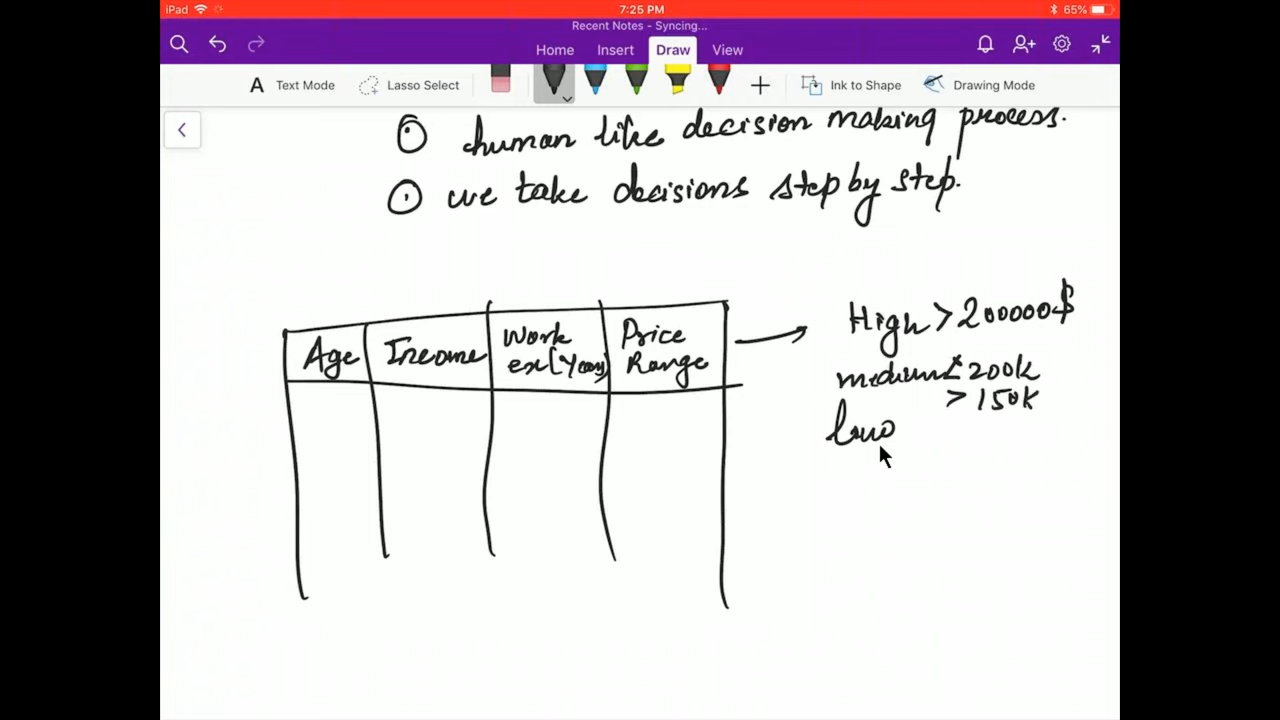 iPad 7:25 PM 65%
Recent Notes - Syncing...
Home Insert Draw View
A Text Mode Lasso Select Ink to Shape Drawing Mode
human like decision making process.
we take decisions step by step.
Age Income Work ex(Years) Price Range
High > 200000$
medium < 200k
> 150k
low